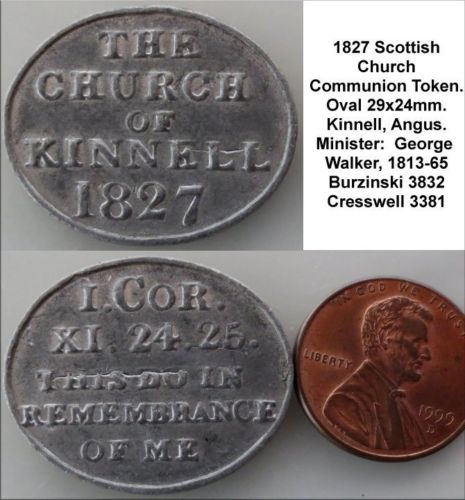 THE
CHURCH
OF
KINNELL
1827
1827 Scottish
Church
Communion Token.
Oval 29x24mm.
Kinnell, Angus.
Minister: George
Walker, 1813-65
Burzinski 3832
Cresswell 3381
I. COR.
XI. 24. 25.
THIS DO IN
REMEMBRANCE
OF ME
IN GOD WE TRUST
LIBERTY
1999
D